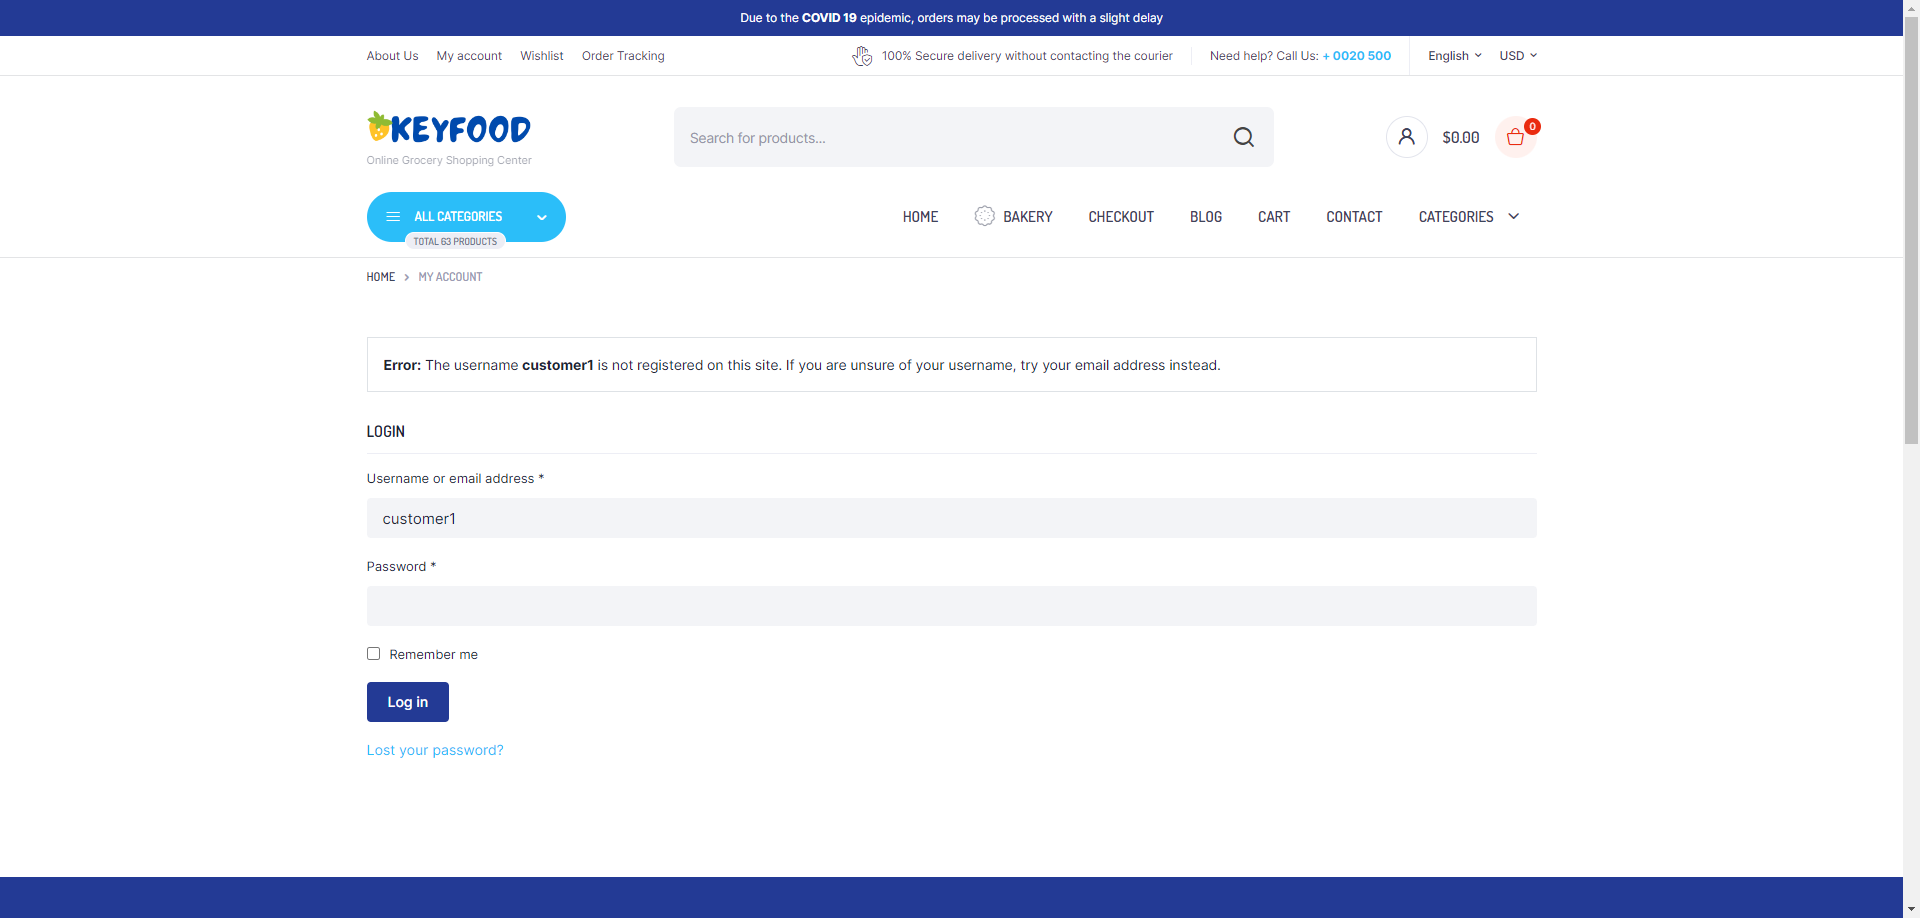 Due to the COVID 19 epidemic, orders may be processed with a slight delay
About Us My account Wishlist Order Tracking 100% Secure delivery without contacting the courier Need help? Call Us: + 0020 500 English USD
KEYFOOD
Online Grocery Shopping Center
Search for products...
$0.00
0
ALL CATEGORIES
TOTAL 63 PRODUCTS
HOME BAKERY CHECKOUT BLOG CART CONTACT CATEGORIES
HOME > MY ACCOUNT
Error: The username customer1 is not registered on this site. If you are unsure of your username, try your email address instead.
LOGIN
Username or email address *
customer1
Password *
Remember me
Log in
Lost your password?